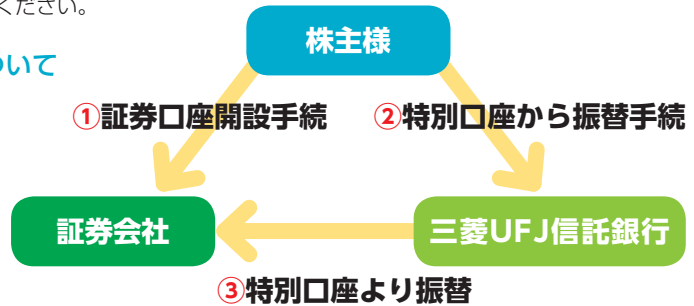 ください。
株主様
ついて
①証券口座開設手続
②特別口座から振替手続
証券会社
三菱UFJ信託銀行
③特別口座より振替